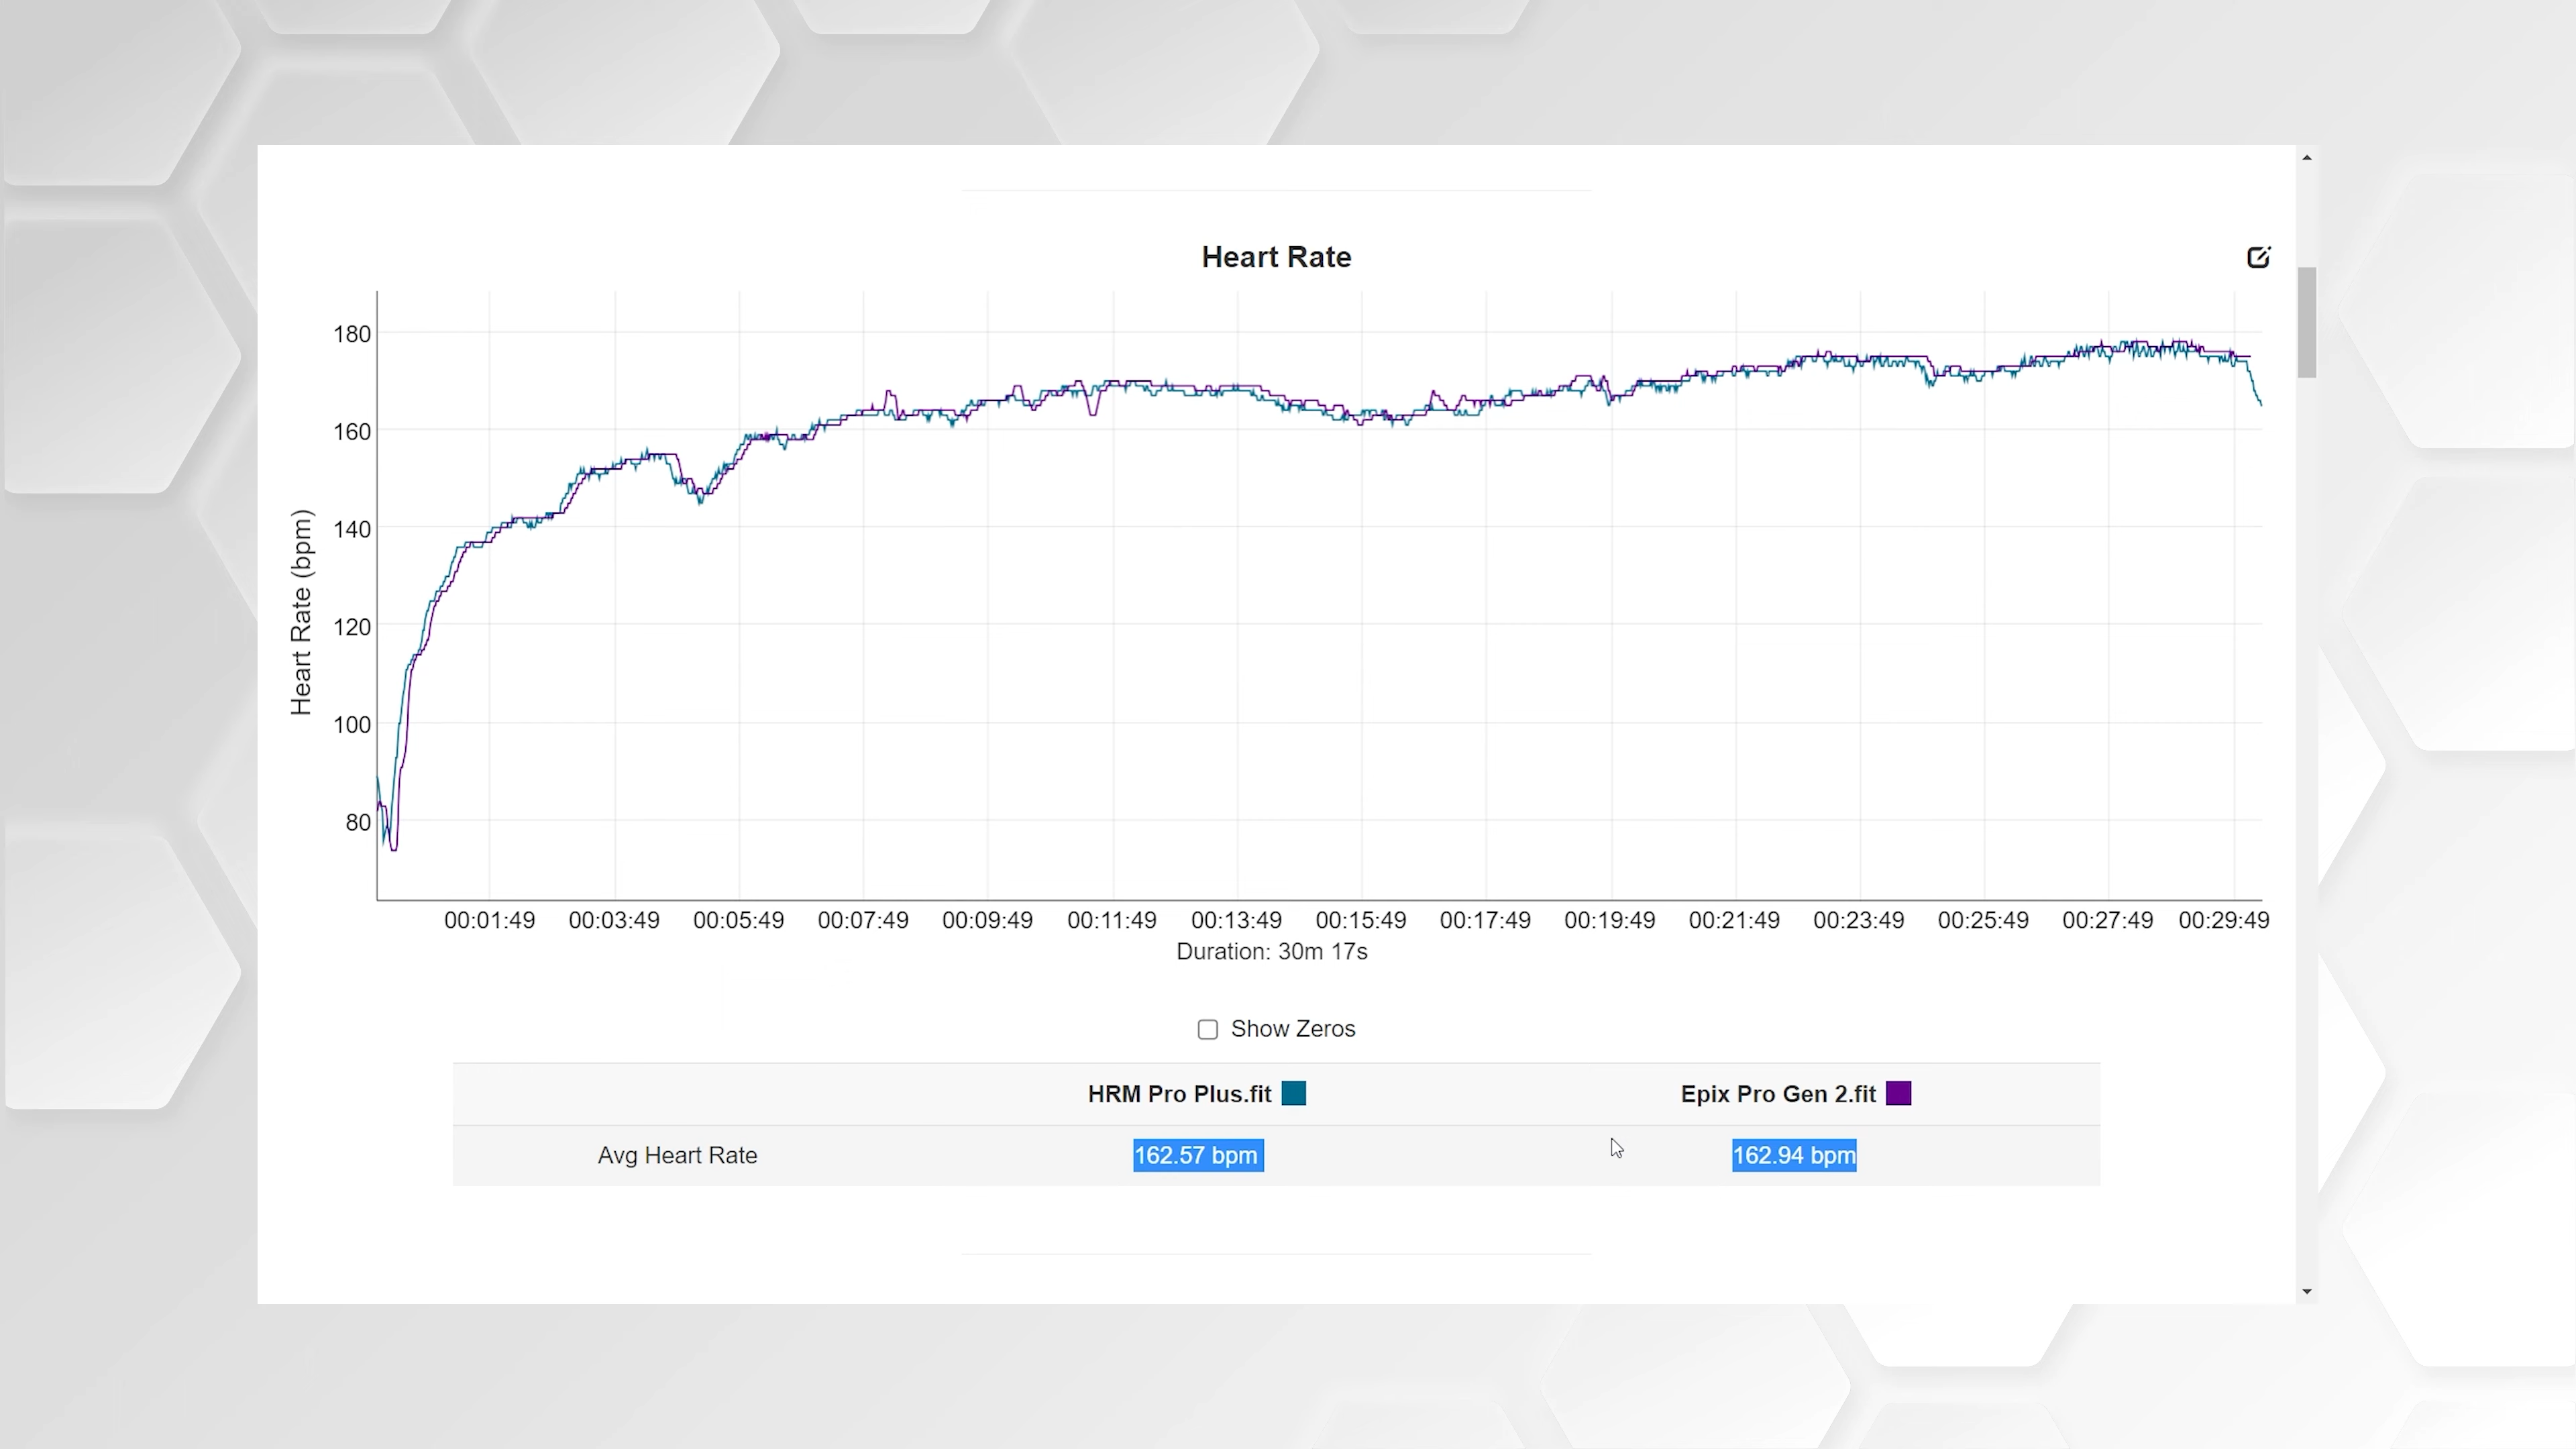 Heart Rate
Heart Rate (bpm)
180
160
140
120
100
80
00:01:49 00:03:49 00:05:49 00:07:49 00:09:49 00:11:49 00:13:49 00:15:49 00:17:49 00:19:49 00:21:49 00:23:49 00:25:49 00:27:49 00:29:49
Duration: 30m 17s
Show Zeros
HRM Pro Plus.fit Epix Pro Gen 2.fit
Avg Heart Rate 162.57 bpm 162.94 bpm